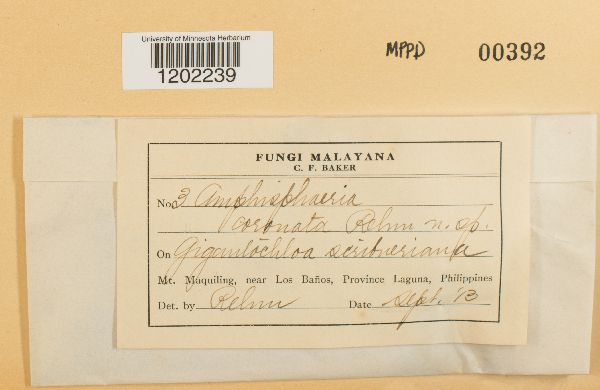 University of Minnesota Herbarium
1202239
MPPD 00392
FUNGI MALAYANA
C. F. BAKER
No. 3 Amphisphaeria
coronata Rehm n. sp.
On Gigantochloa scribneriana
Mt. Maquiling, near Los Baños, Province Laguna, Philippines
Det. by Rehm Date Sept. '13